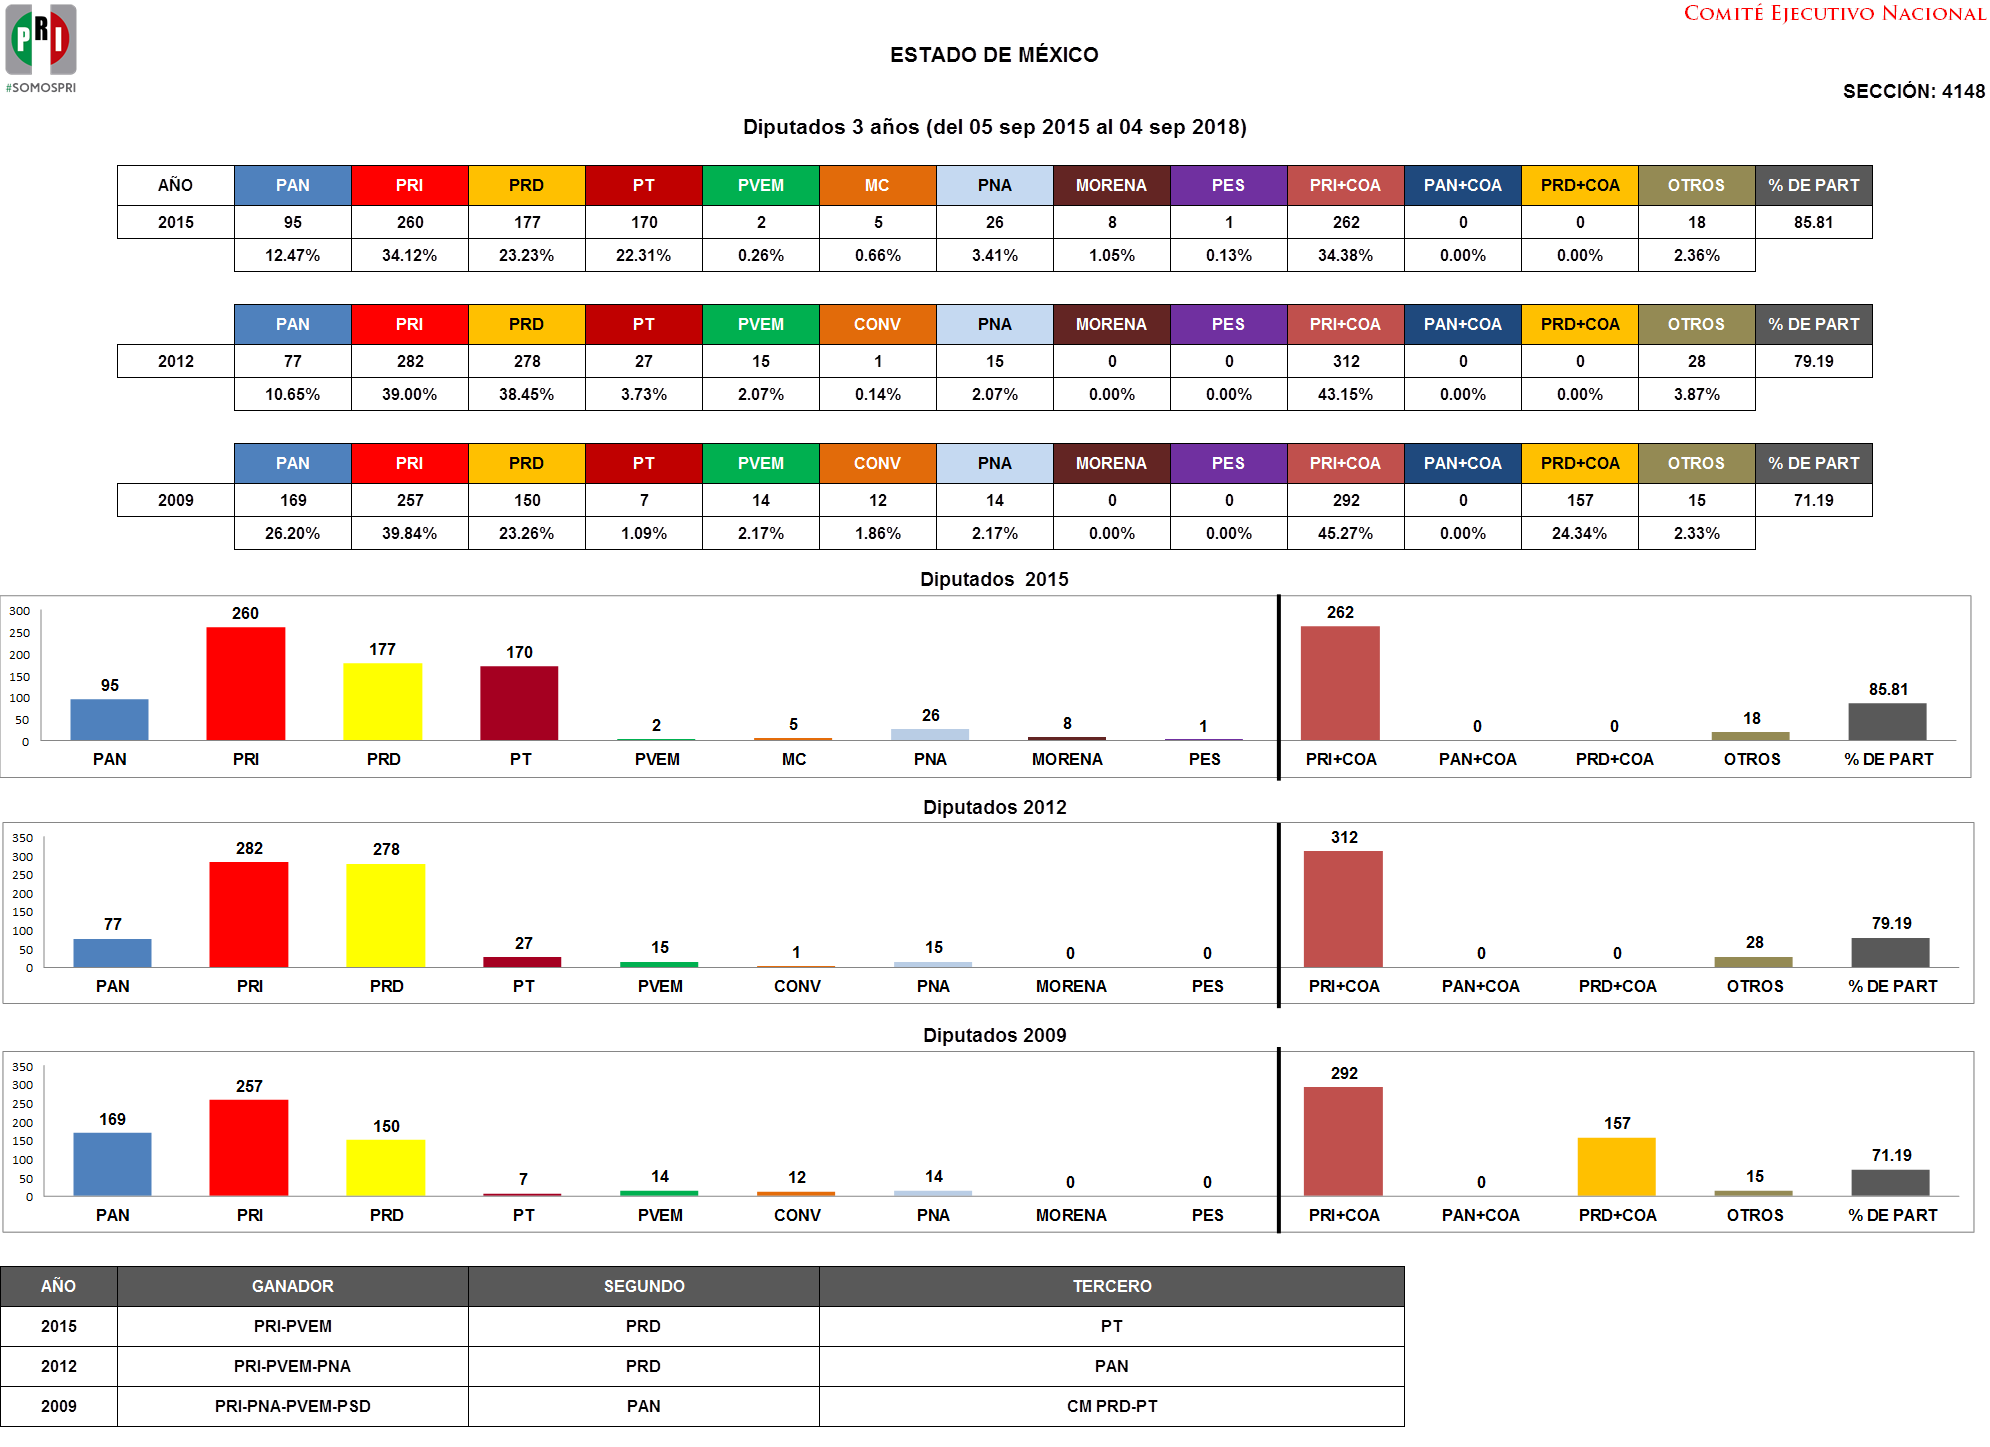 PRI
#SOMOSPRI
COMITÉ EJECUTIVO NACIONAL
ESTADO DE MÉXICO
SECCIÓN: 4148
Diputados 3 años (del 05 sep 2015 al 04 sep 2018)
AÑO PAN PRI PRD PT PVEM MC PNA MORENA PES PRI+COA PAN+COA PRD+COA OTROS % DE PART
2015 95 260 177 170 2 5 26 8 1 262 0 0 18 85.81
12.47% 34.12% 23.23% 22.31% 0.26% 0.66% 3.41% 1.05% 0.13% 34.38% 0.00% 0.00% 2.36%
PAN PRI PRD PT PVEM CONV PNA MORENA PES PRI+COA PAN+COA PRD+COA OTROS % DE PART
2012 77 282 278 27 15 1 15 0 0 312 0 0 28 79.19
10.65% 39.00% 38.45% 3.73% 2.07% 0.14% 2.07% 0.00% 0.00% 43.15% 0.00% 0.00% 3.87%
PAN PRI PRD PT PVEM CONV PNA MORENA PES PRI+COA PAN+COA PRD+COA OTROS % DE PART
2009 169 257 150 7 14 12 14 0 0 292 0 157 15 71.19
26.20% 39.84% 23.26% 1.09% 2.17% 1.86% 2.17% 0.00% 0.00% 45.27% 0.00% 24.34% 2.33%
Diputados 2015
300
250
200
150
100
50
0
95 260 177 170 2 5 26 8 1 262 0 0 18 85.81
PAN PRI PRD PT PVEM MC PNA MORENA PES PRI+COA PAN+COA PRD+COA OTROS % DE PART
Diputados 2012
350
300
250
200
150
100
50
0
77 282 278 27 15 1 15 0 0 312 0 0 28 79.19
PAN PRI PRD PT PVEM CONV PNA MORENA PES PRI+COA PAN+COA PRD+COA OTROS % DE PART
Diputados 2009
350
300
250
200
150
100
50
0
169 257 150 7 14 12 14 0 0 292 0 157 15 71.19
PAN PRI PRD PT PVEM CONV PNA MORENA PES PRI+COA PAN+COA PRD+COA OTROS % DE PART
AÑO GANADOR SEGUNDO TERCERO
2015 PRI-PVEM PRD PT
2012 PRI-PVEM-PNA PRD PAN
2009 PRI-PNA-PVEM-PSD PAN CM PRD-PT